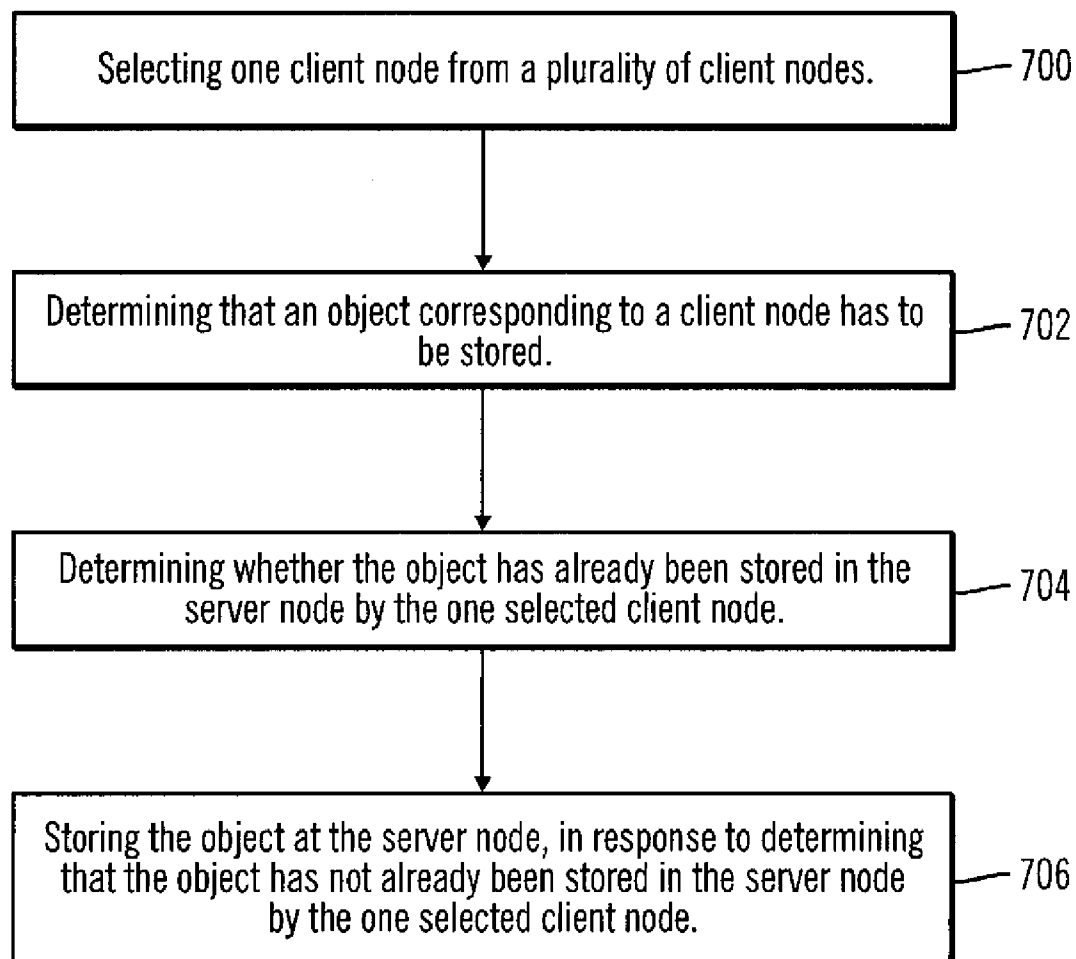 Selecting one client node from a plurality of client nodes.
700
Determining that an object corresponding to a client node has to
be stored.
702
Determining whether the object has already been stored in the
server node by the one selected client node.
704
Storing the object at the server node, in response to determining
that the object has not already been stored in the server node
by the one selected client node.
706